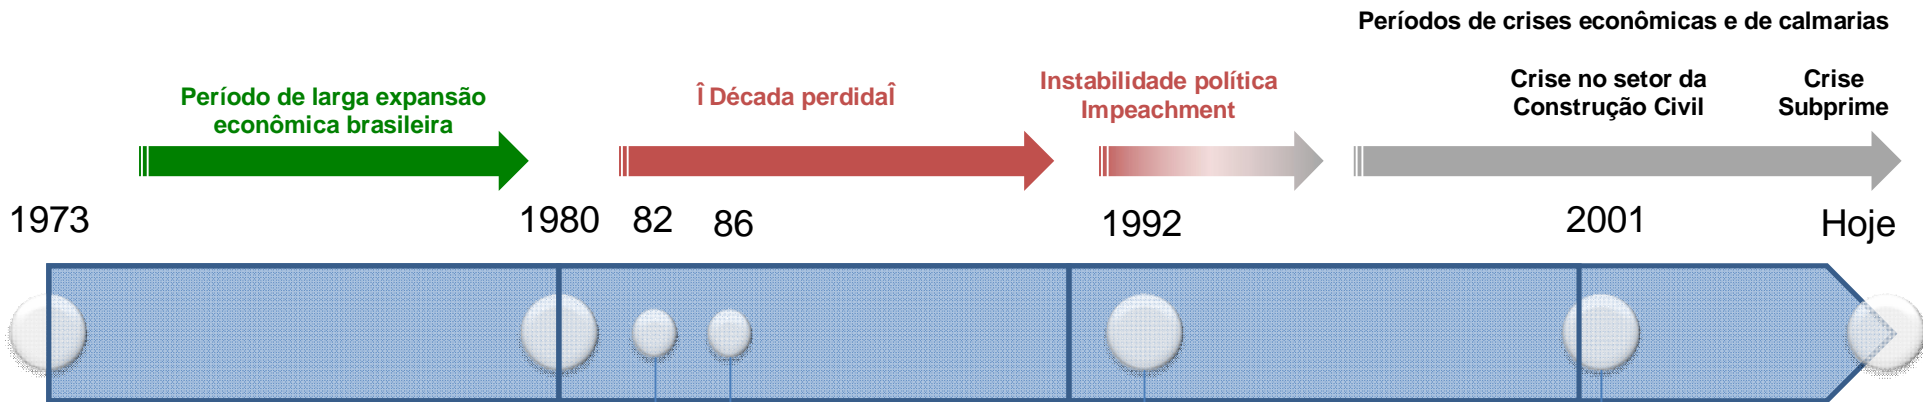 Períodos de crises econômicas e de calmarias
Período de larga expansão
econômica brasileira
Î Década perdidaÎ
Instabilidade política
Impeachment
Crise no setor da
Construção Civil
Crise
Subprime
1973
1980
82
86
1992
2001
Hoje